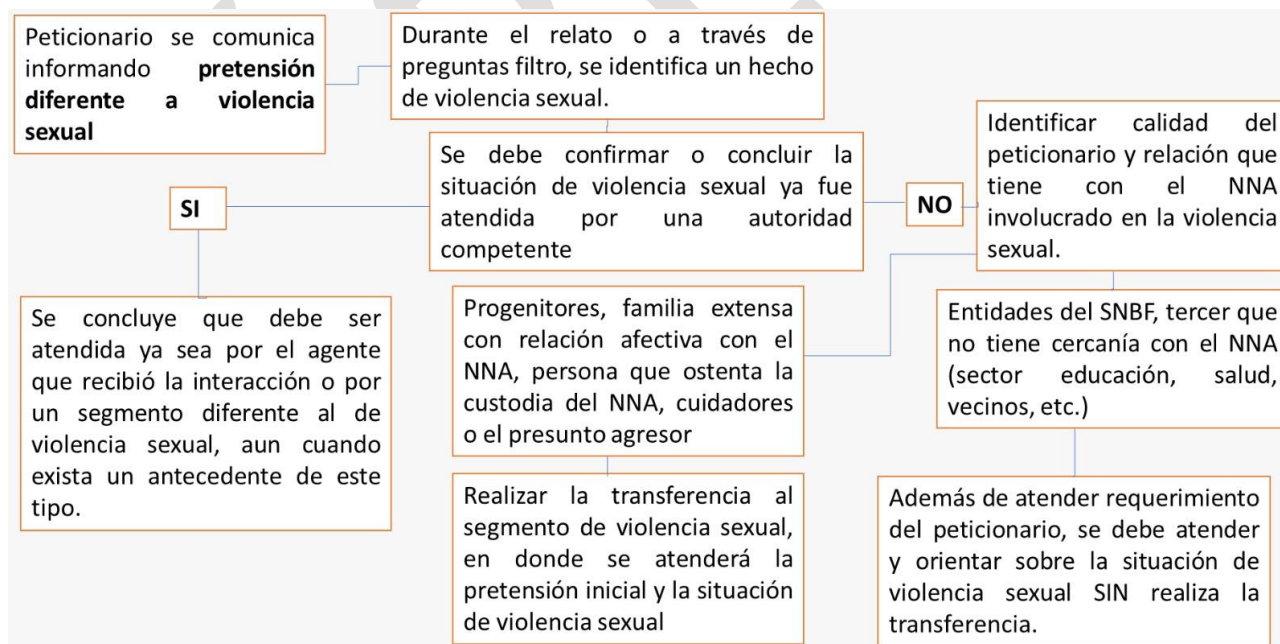 Peticionario se comunica
informando pretensión
diferente a violencia
sexual
Durante el relato o a través de
preguntas filtro, se identifica un hecho
de violencia sexual.
Se debe confirmar o concluir la
situación de violencia sexual ya fue
atendida por una autoridad
competente
SI
NO
Identificar calidad del
peticionario y relación que
tiene con el NNA
involucrado en la violencia
sexual.
Se concluye que debe ser
atendida ya sea por el agente
que recibió la interacción o por
un segmento diferente al de
violencia sexual, aun cuando
exista un antecedente de este
tipo.
Progenitores, familia extensa
con relación afectiva con el
NNA, persona que ostenta la
custodia del NNA, cuidadores
o el presunto agresor
Entidades del SNBF, tercer que
no tiene cercanía con el NNA
(sector educación, salud,
vecinos, etc.)
Realizar la transferencia al
segmento de violencia sexual,
en donde se atenderá la
pretensión inicial y la situación
de violencia sexual
Además de atender requerimiento
del peticionario, se debe atender
y orientar sobre la situación de
violencia sexual SIN realiza la
transferencia.